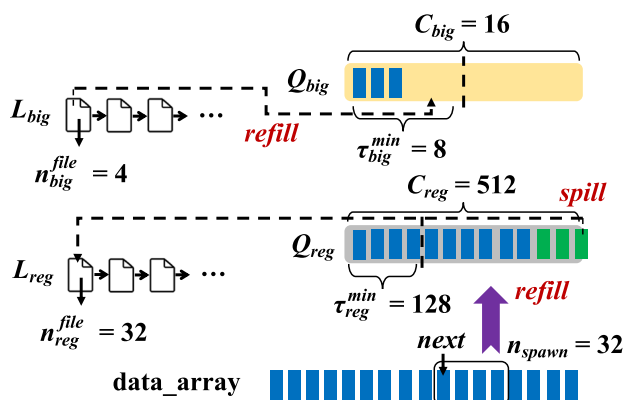 C_big = 16
Q_big
L_big
...
refill
τ_big^min = 8
n_big^file = 4
C_reg = 512
spill
Q_reg
L_reg
...
τ_reg^min = 128
refill
n_reg^file = 32
next
n_spawn = 32
data_array